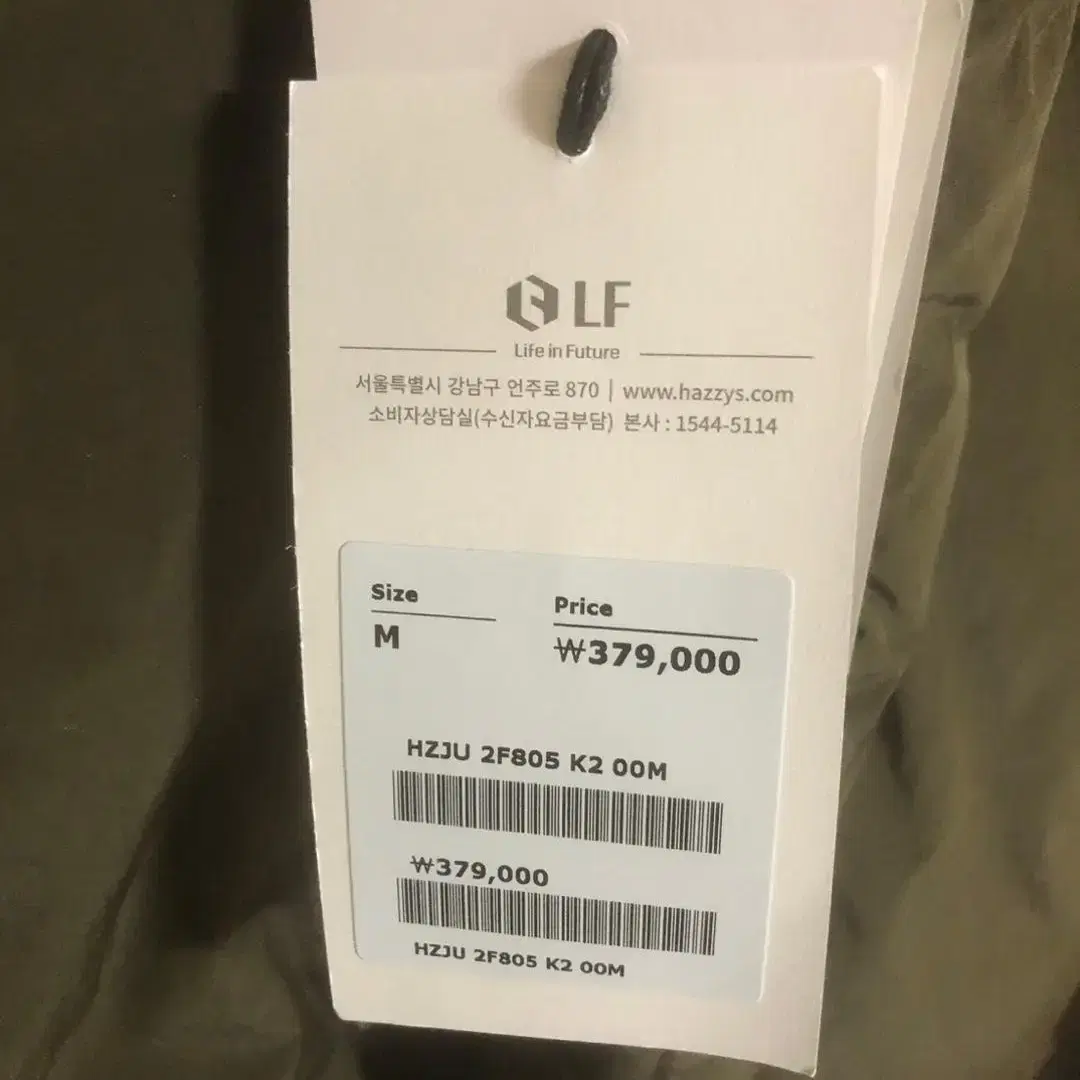 LF
Life in Future
서울특별시 강남구 언주로 870 | www.hazzys.com
소비자상담실(수신자요금부담) 본사 : 1544-5114
Size
M
Price
₩379,000
HZJU 2F805 K2 00M
₩379,000
HZJU 2F805 K2 00M